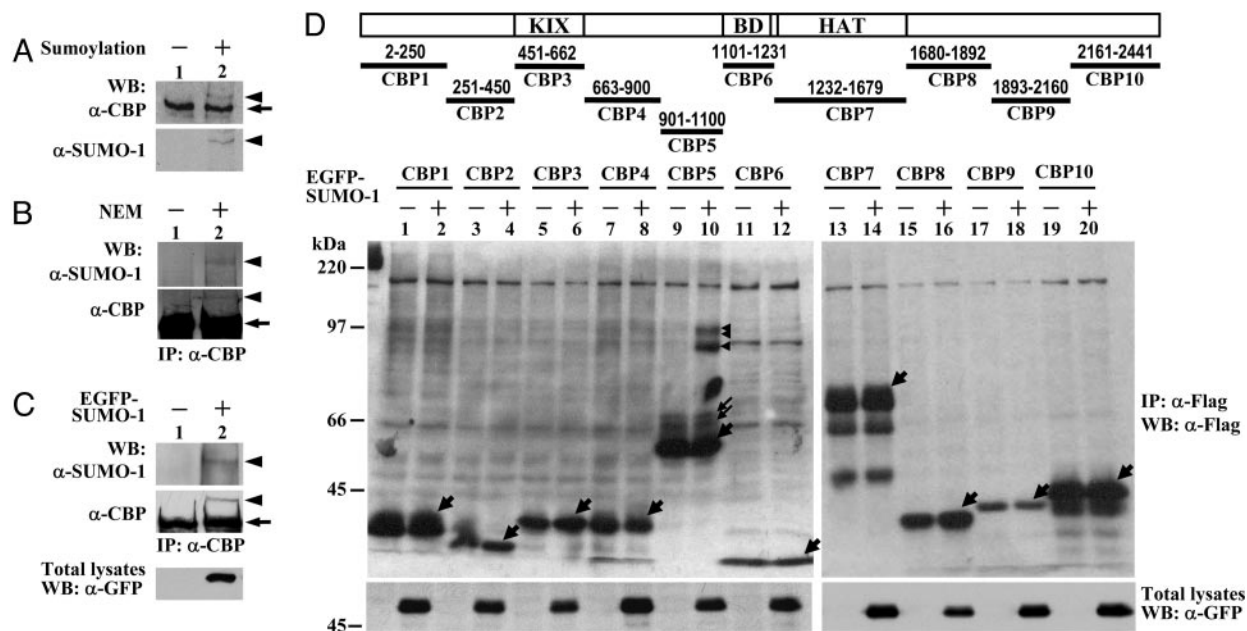 A
Sumoylation − +
1 2
WB:
α-CBP
α-SUMO-1
B
NEM − +
1 2
WB:
α-SUMO-1
α-CBP
IP: α-CBP
C
EGFP-
SUMO-1 − +
1 2
WB:
α-SUMO-1
α-CBP
IP: α-CBP
Total lysates
WB: α-GFP
D
KIX BD HAT
2-250 451-662 1101-1231 1680-1892 2161-2441
CBP1 CBP3 CBP6 CBP8 CBP10
251-450 663-900 1232-1679 1893-2160
CBP2 CBP4 CBP7 CBP9
901-1100
CBP5
EGFP-
SUMO-1
CBP1 CBP2 CBP3 CBP4 CBP5 CBP6 CBP7 CBP8 CBP9 CBP10
− + − + − + − + − + − + − + − + − + − +
1 2 3 4 5 6 7 8 9 10 11 12 13 14 15 16 17 18 19 20
kDa
220
97
66
45
IP: α-Flag
WB: α-Flag
45
Total lysates
WB: α-GFP